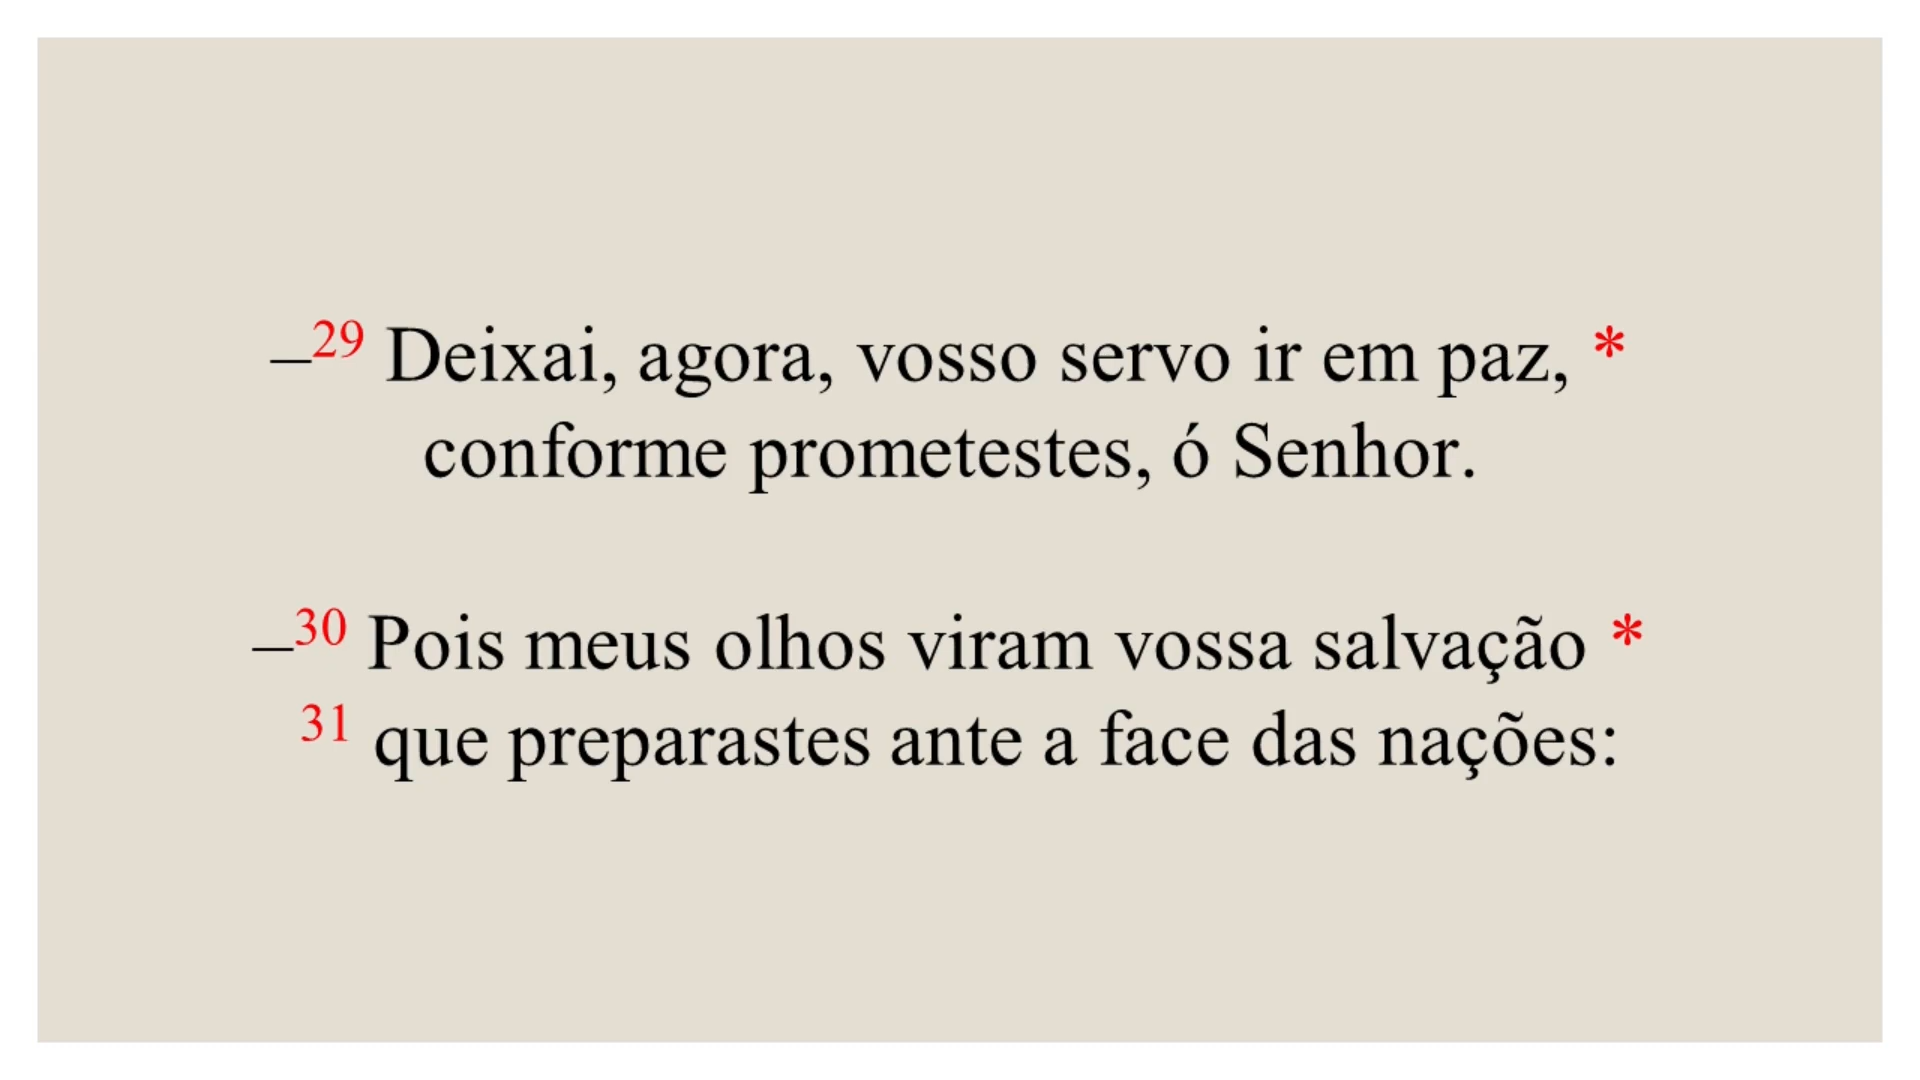 –29 Deixai, agora, vosso servo ir em paz, *
conforme prometestes, ó Senhor.
–30 Pois meus olhos viram vossa salvação *
31 que preparastes ante a face das nações: